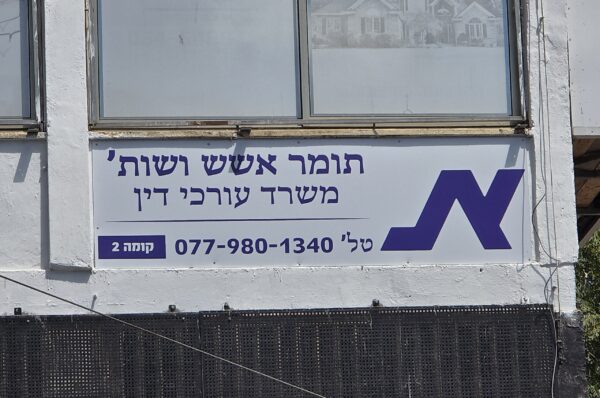 תומר אשש ושות'
משרד עורכי דין
טל' 077-980-1340
קומה 2